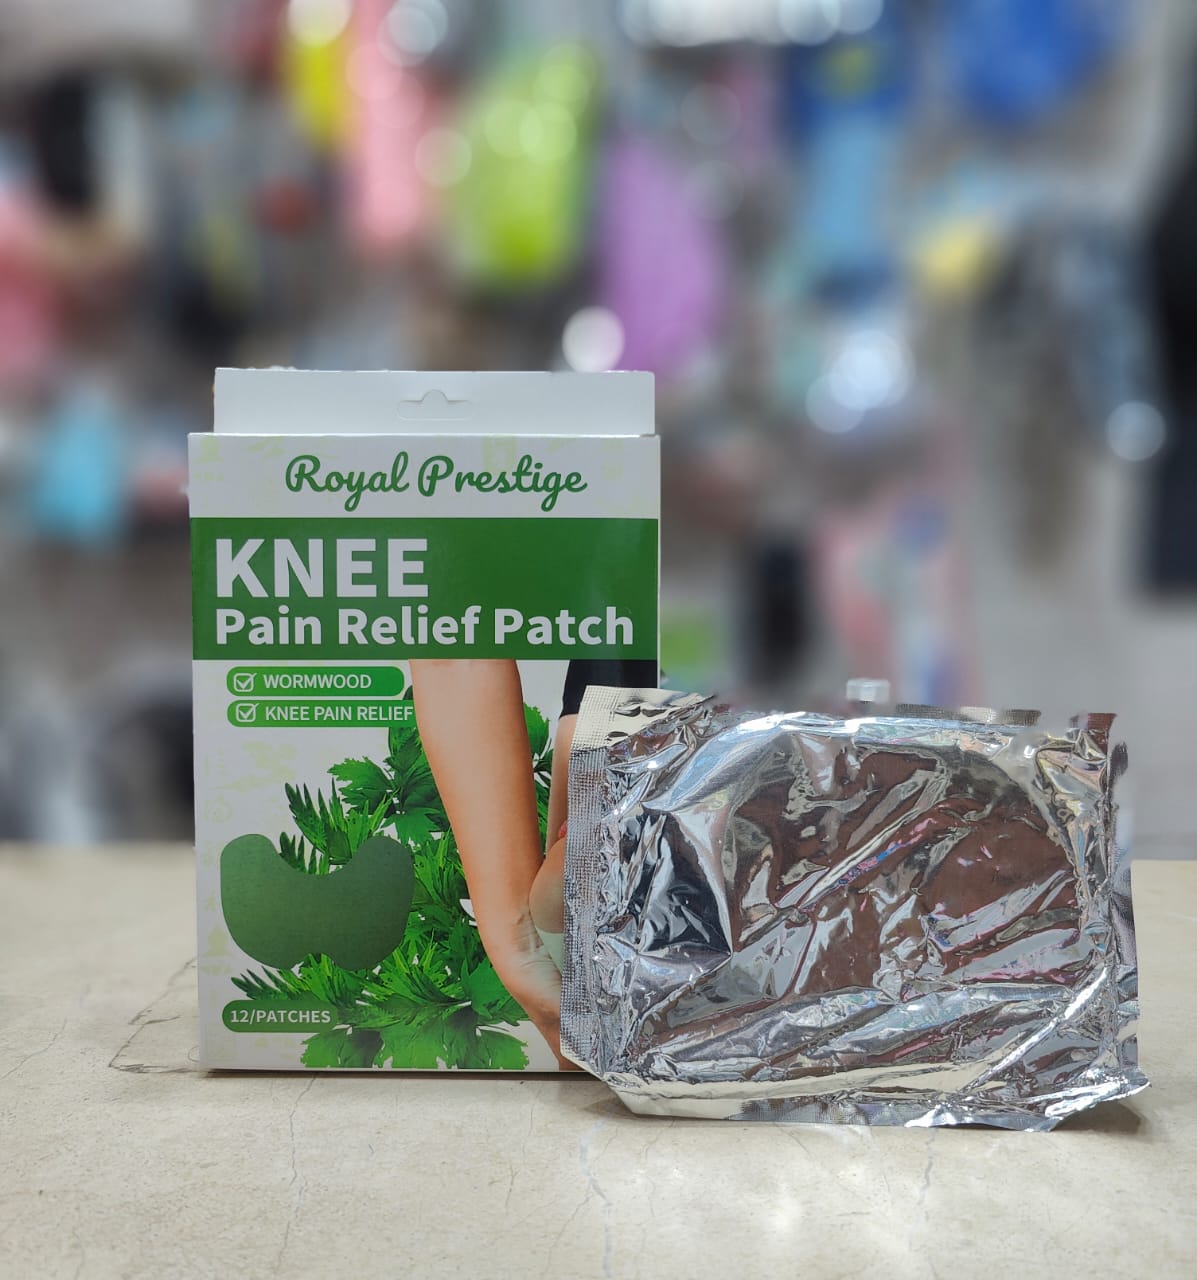 Royal Prestige
KNEE
Pain Relief Patch
WORMWOOD
KNEE PAIN RELIEF
12/PATCHES